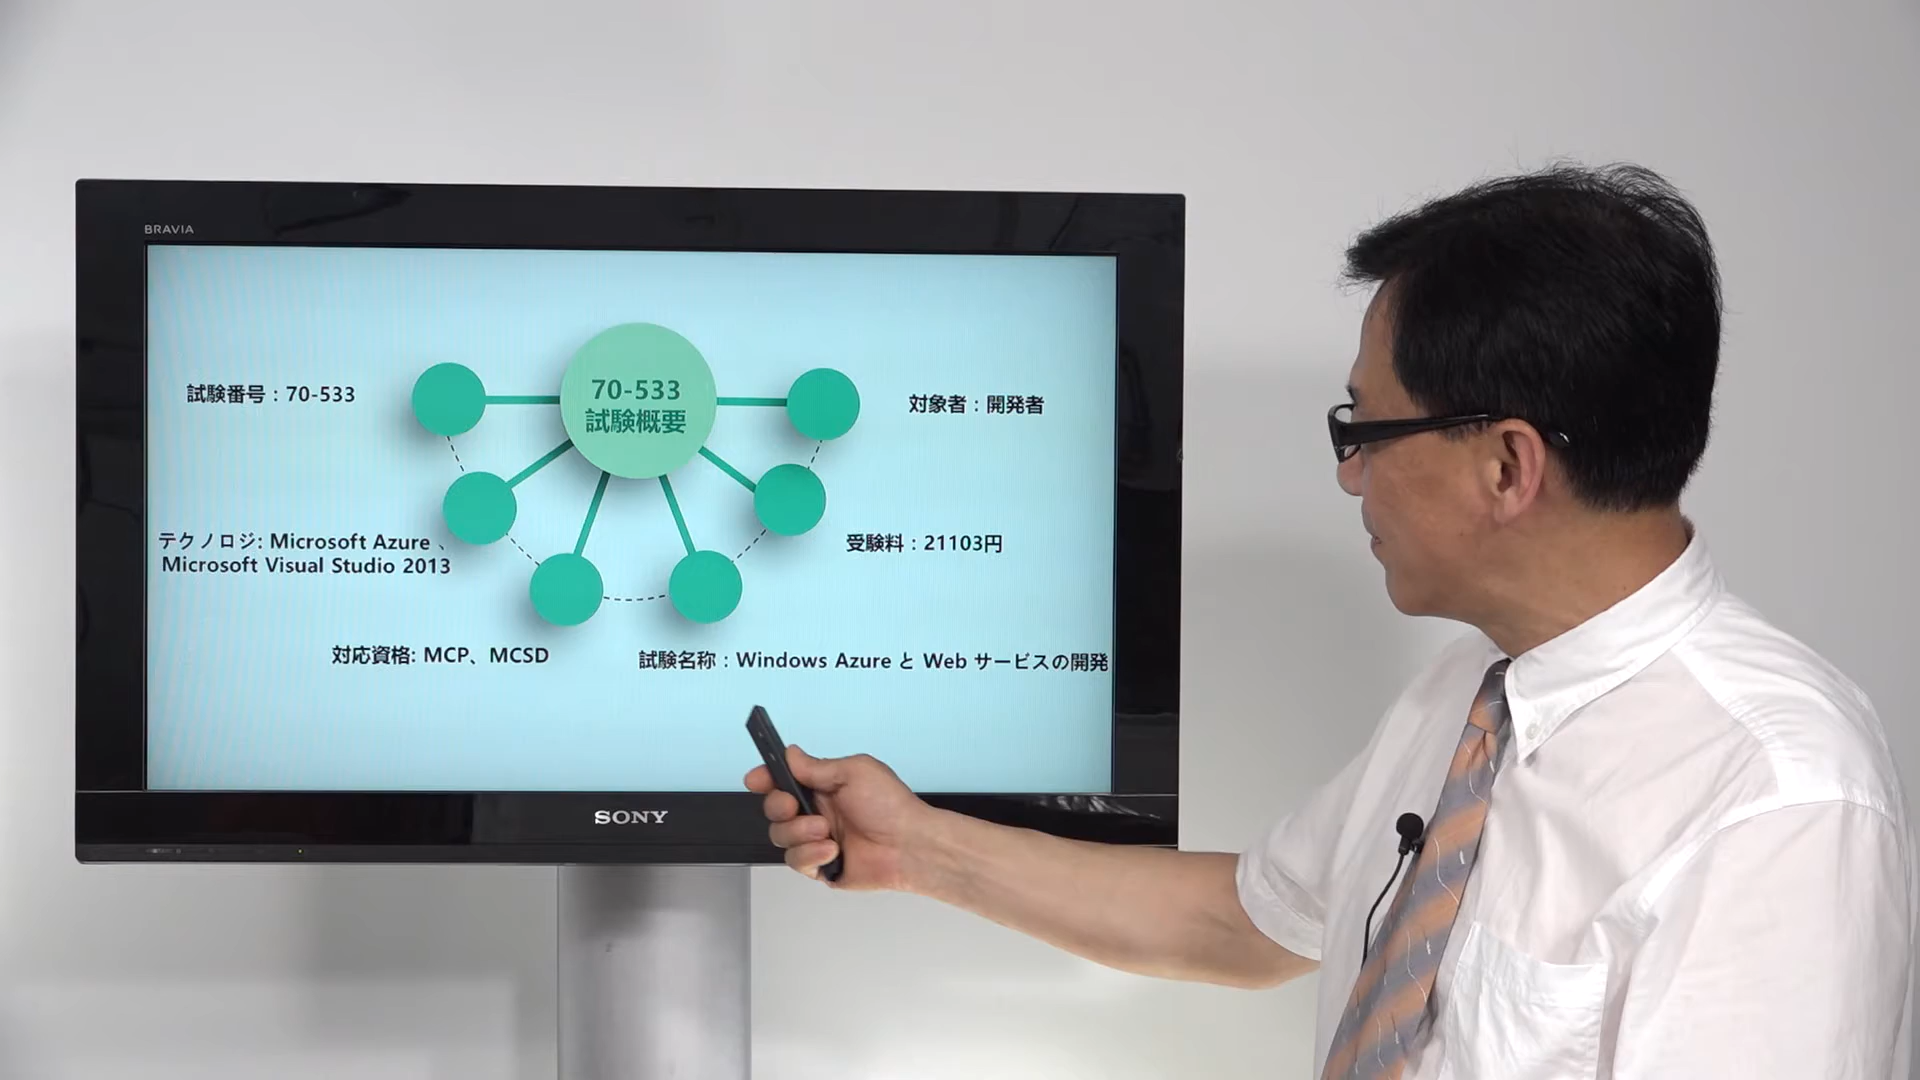 BRAVIA
70-533
試験概要
試験番号：70-533
対象者：開発者
テクノロジ: Microsoft Azure 、
Microsoft Visual Studio 2013
受験料：21103円
対応資格: MCP、MCSD
試験名称：Windows Azure と Web サービスの開発
SONY